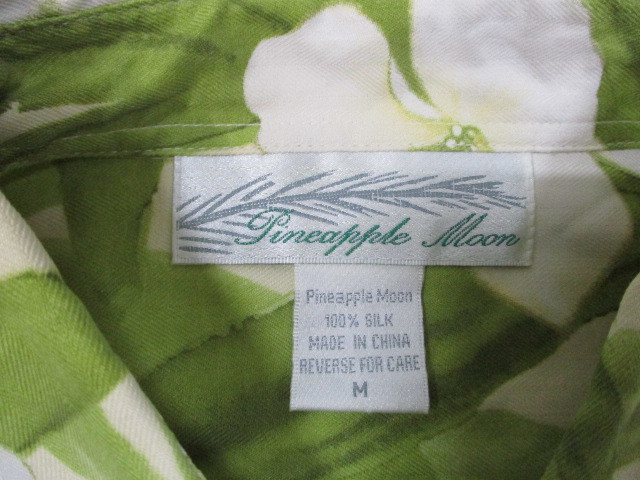 Pineapple Moon
Pineapple Moon
100% SILK
MADE IN CHINA
REVERSE FOR CARE
M